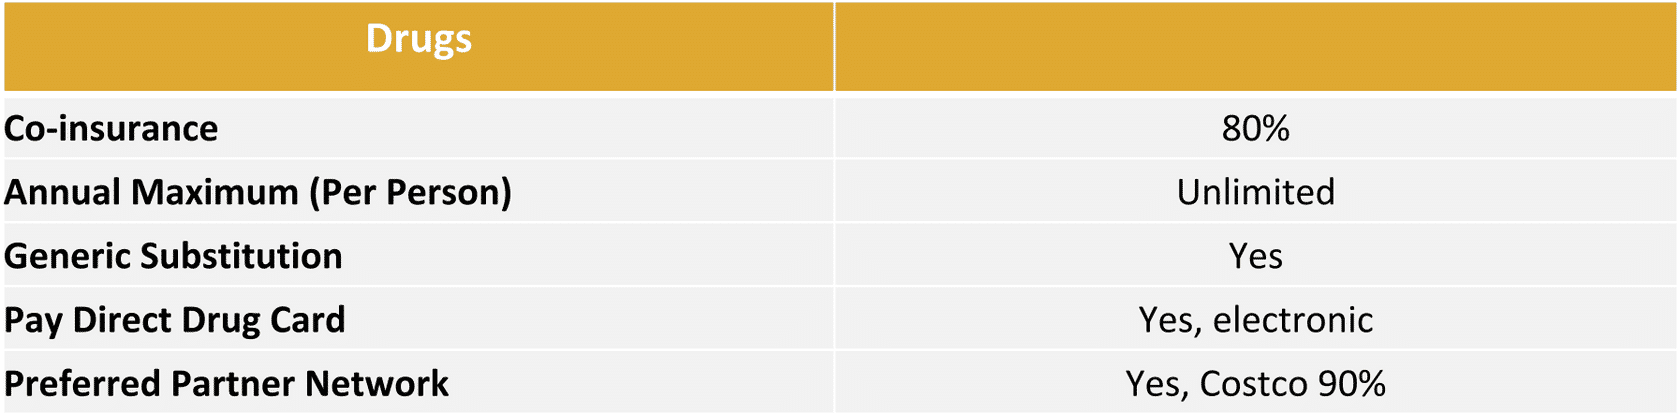 Drugs
Co-insurance 80%
Annual Maximum (Per Person) Unlimited
Generic Substitution Yes
Pay Direct Drug Card Yes, electronic
Preferred Partner Network Yes, Costco 90%